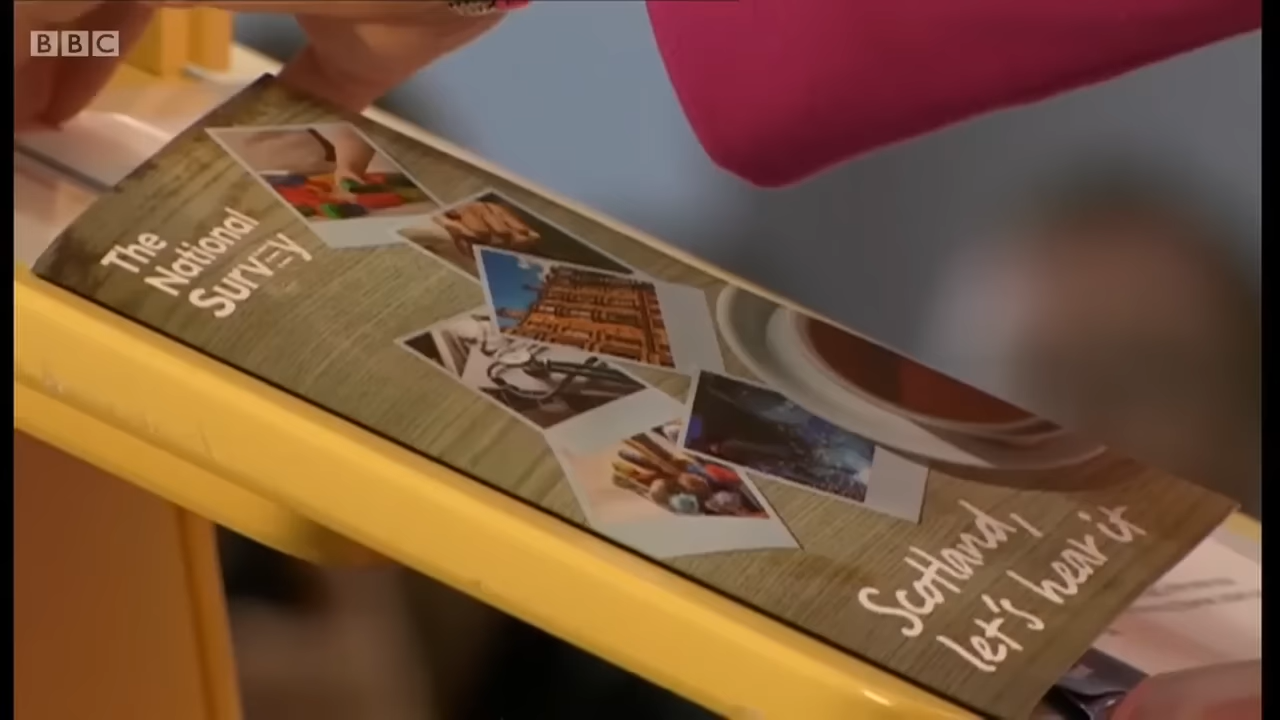 BBC
The
National
Survey
Scotland,
let's hear it